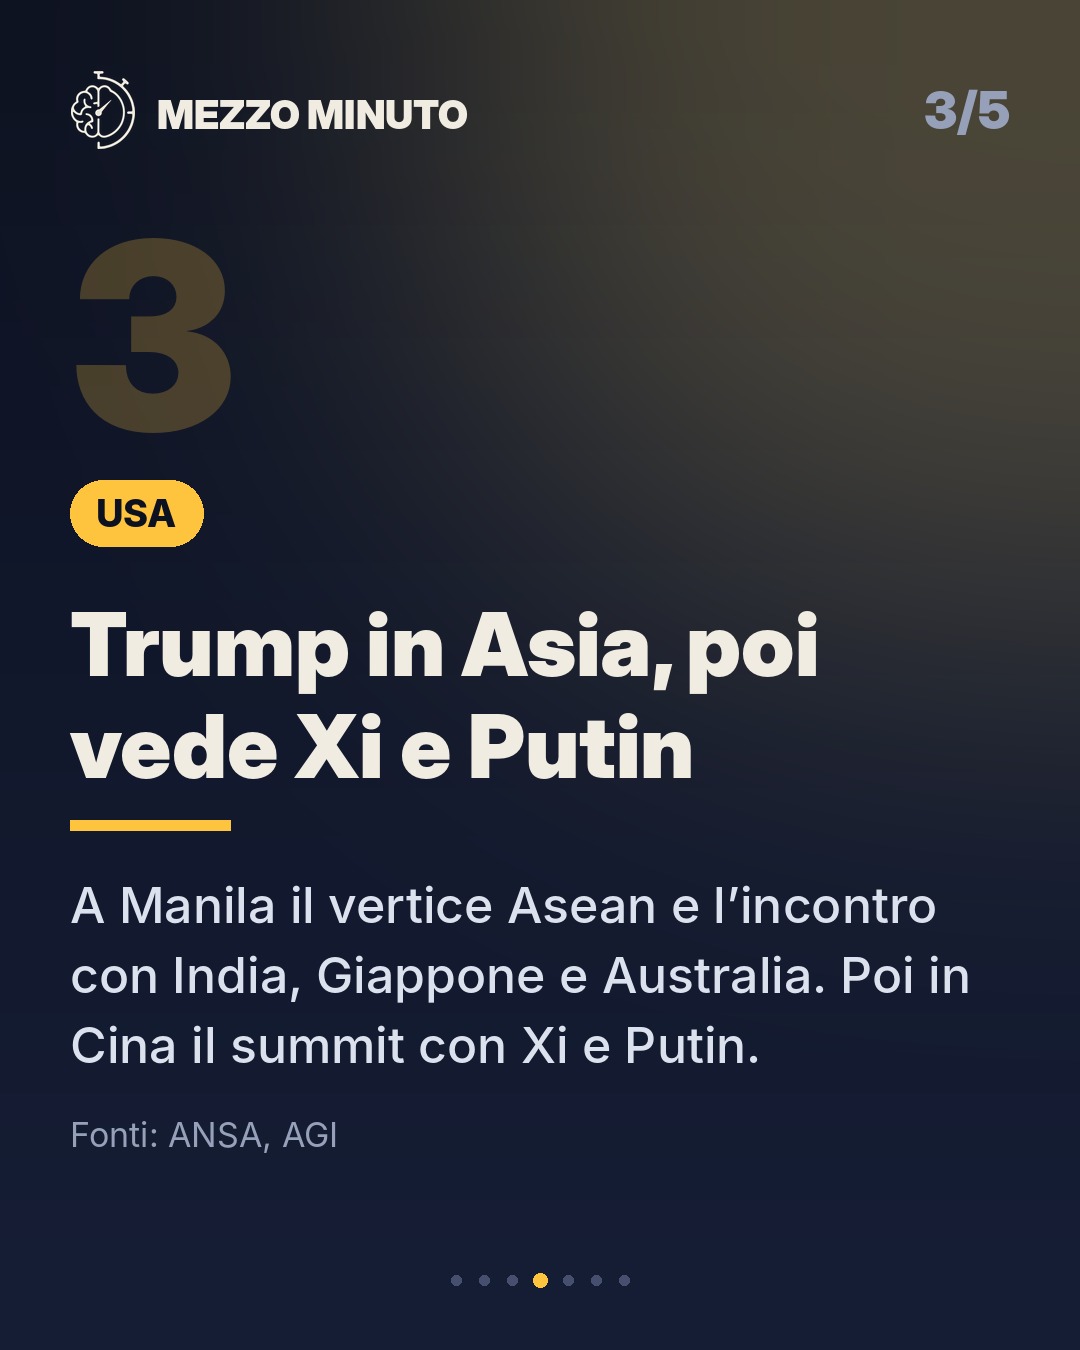 MEZZO MINUTO
3/5
3
USA
Trump in Asia, poi
vede Xi e Putin
A Manila il vertice Asean e l’incontro
con India, Giappone e Australia. Poi in
Cina il summit con Xi e Putin.
Fonti: ANSA, AGI